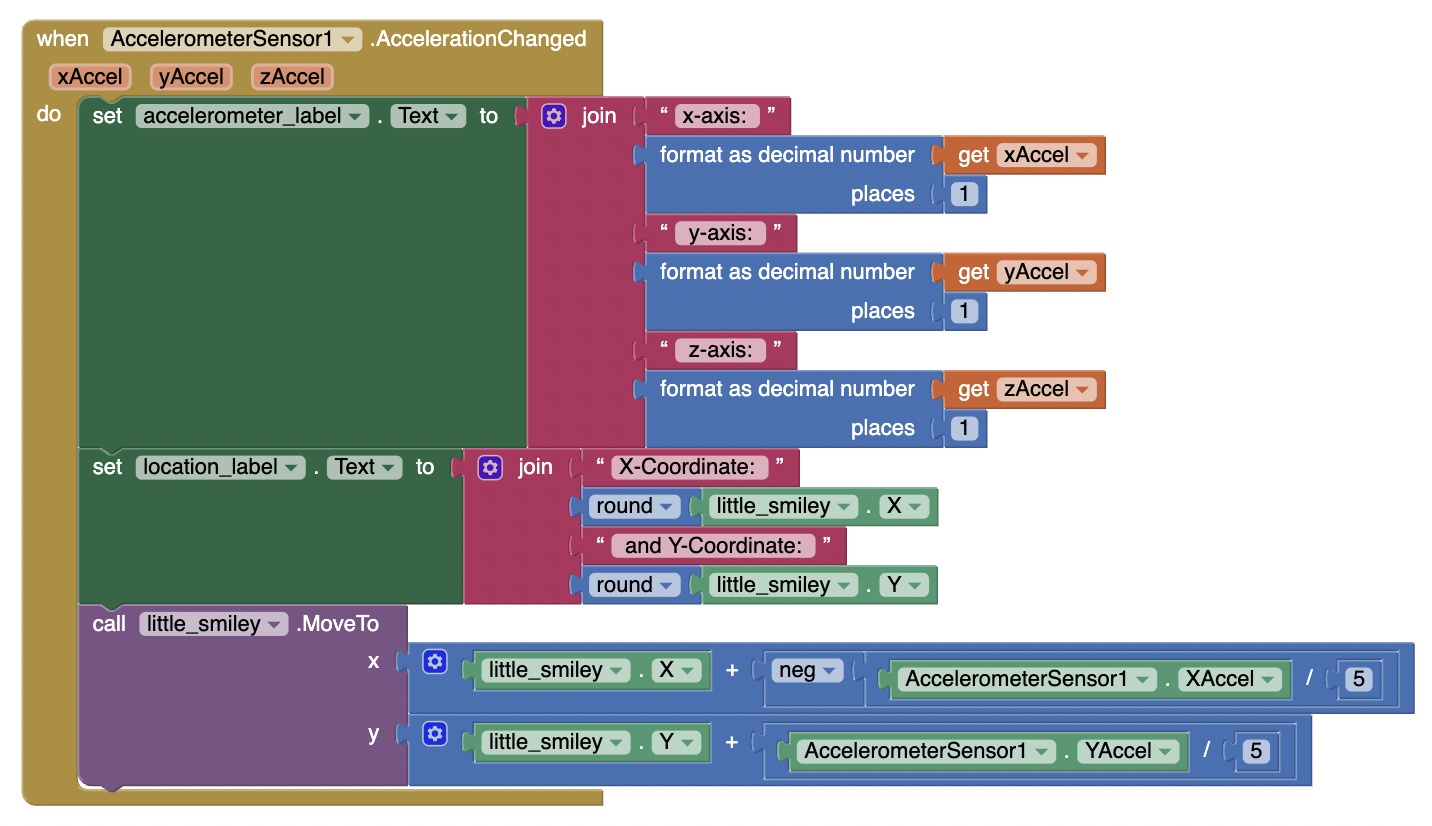 when AccelerometerSensor1 .AccelerationChanged
xAccel yAccel zAccel
do set accelerometer_label . Text to join “ x-axis: ”
format as decimal number get xAccel
places 1
“ y-axis: ”
format as decimal number get yAccel
places 1
“ z-axis: ”
format as decimal number get zAccel
places 1
set location_label . Text to join “ X-Coordinate: ”
round little_smiley . X
“ and Y-Coordinate: ”
round little_smiley . Y
call little_smiley .MoveTo
x little_smiley . X + neg AccelerometerSensor1 . XAccel / 5
y little_smiley . Y + AccelerometerSensor1 . YAccel / 5